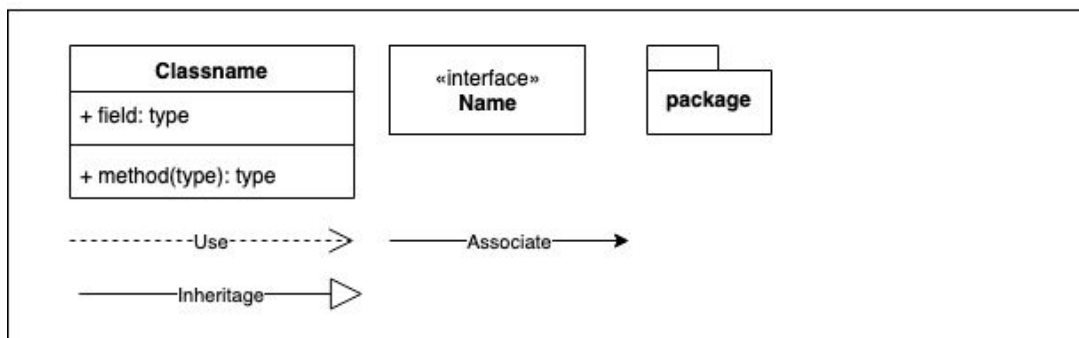 Classname
+ field: type
+ method(type): type
«interface»
Name
package
Use
Associate
Inheritage